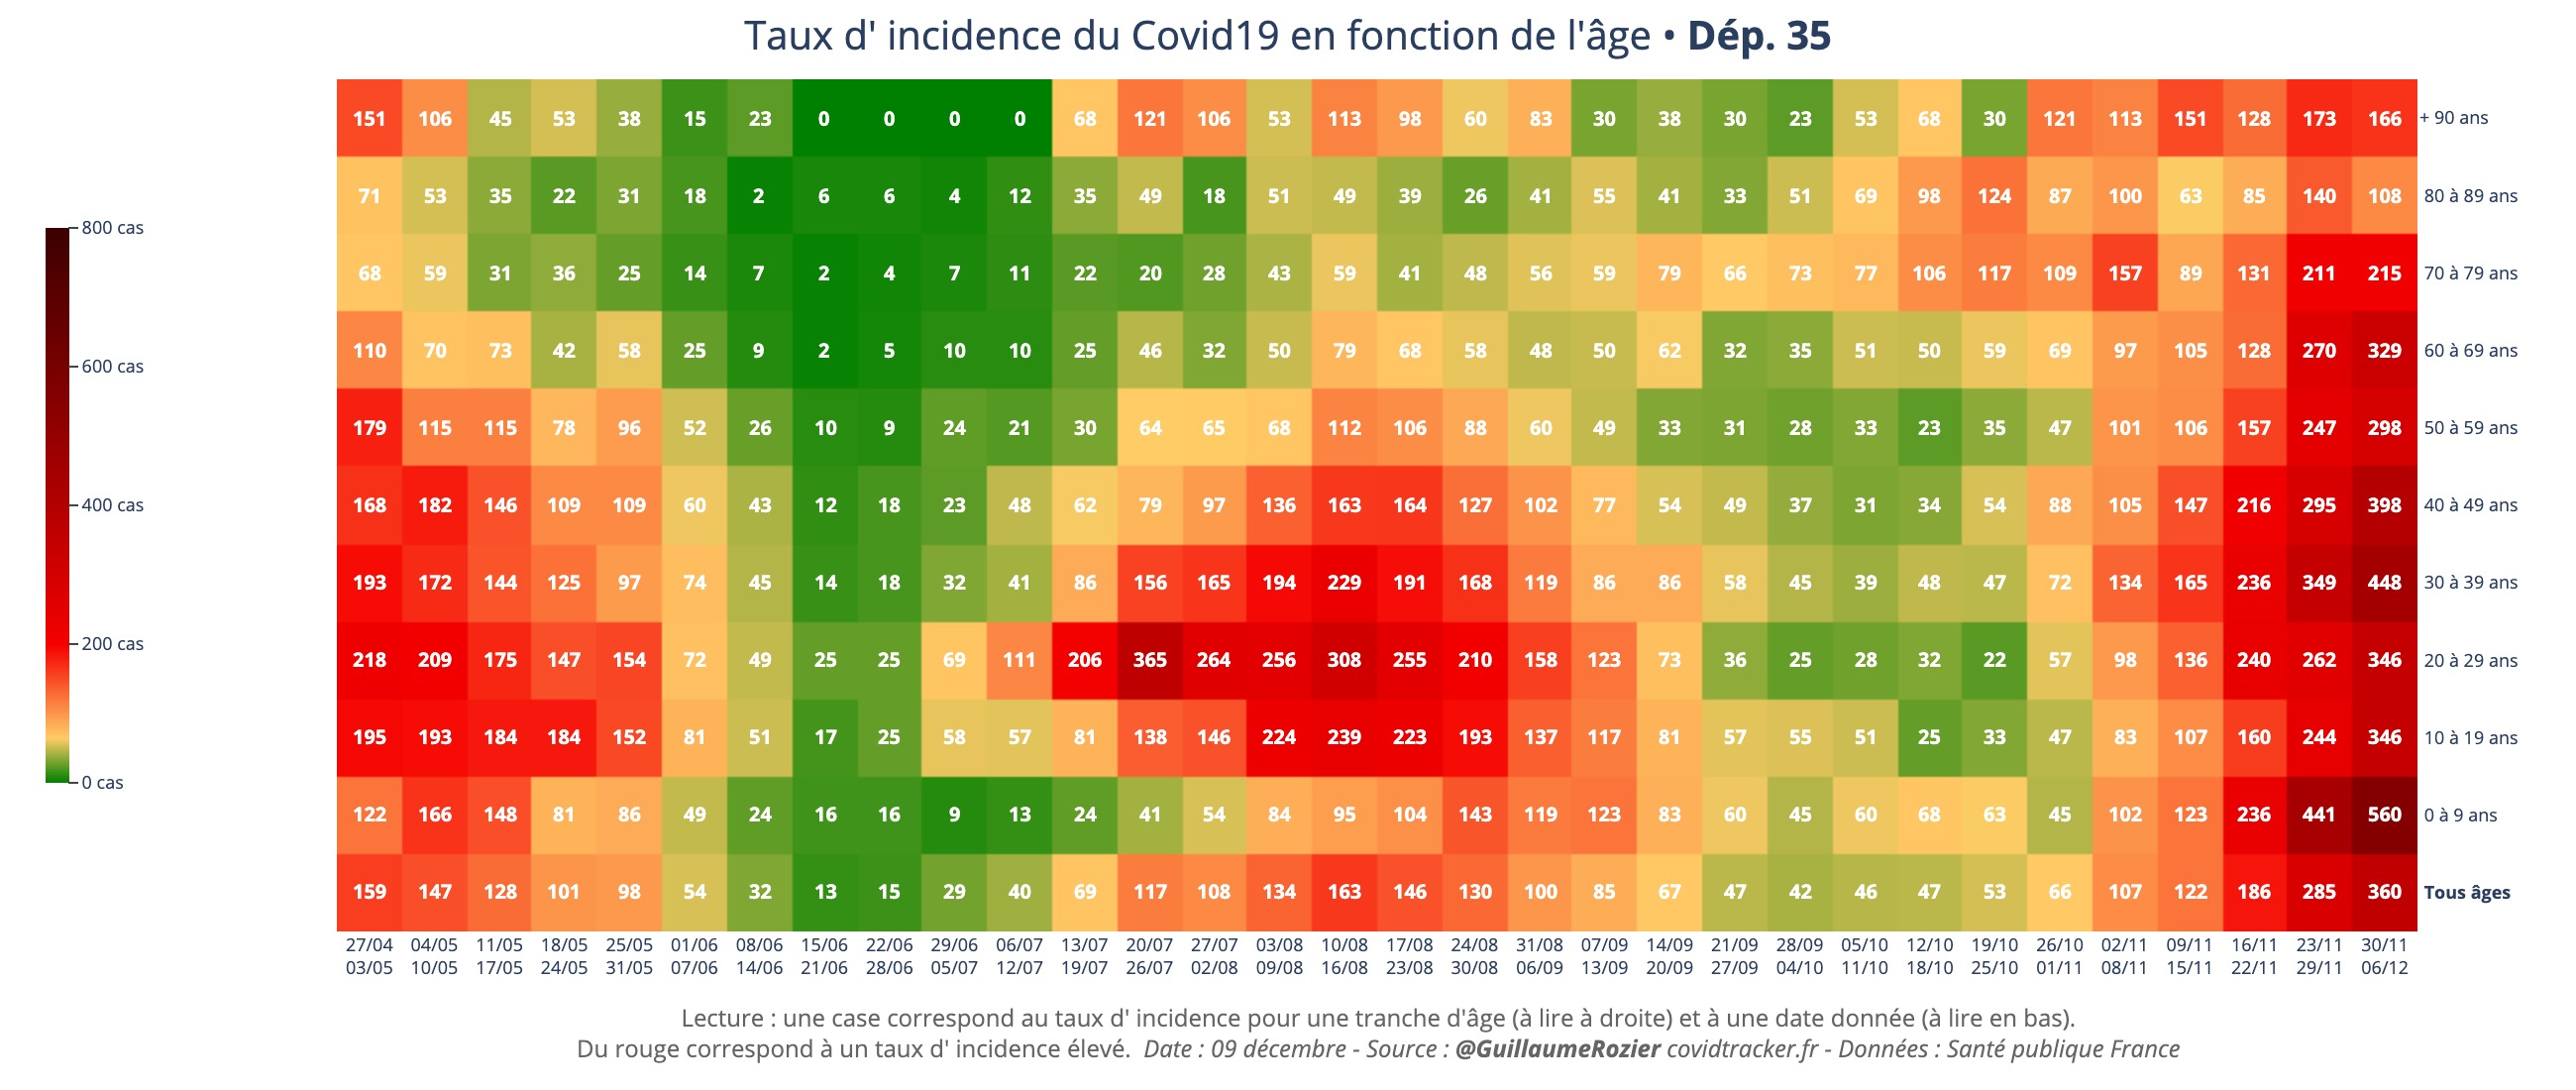 Taux d' incidence du Covid19 en fonction de l'âge • Dép. 35
800 cas
600 cas
400 cas
200 cas
0 cas
151 106 45 53 38 15 23 0 0 0 0 68 121 106 53 113 98 60 83 30 38 30 23 53 68 30 121 113 151 128 173 166 + 90 ans
71 53 35 22 31 18 2 6 6 4 12 35 49 18 51 49 39 26 41 55 41 33 51 69 98 124 87 100 63 85 140 108 80 à 89 ans
68 59 31 36 25 14 7 2 4 7 11 22 20 28 43 59 41 48 56 59 79 66 73 77 106 117 109 157 89 131 211 215 70 à 79 ans
110 70 73 42 58 25 9 2 5 10 10 25 46 32 50 79 68 58 48 50 62 32 35 51 50 59 69 97 105 128 270 329 60 à 69 ans
179 115 115 78 96 52 26 10 9 24 21 30 64 65 68 112 106 88 60 49 33 31 28 33 23 35 47 101 106 157 247 298 50 à 59 ans
168 182 146 109 109 60 43 12 18 23 48 62 79 97 136 163 164 127 102 77 54 49 37 31 34 54 88 105 147 216 295 398 40 à 49 ans
193 172 144 125 97 74 45 14 18 32 41 86 156 165 194 229 191 168 119 86 86 58 45 39 48 47 72 134 165 236 349 448 30 à 39 ans
218 209 175 147 154 72 49 25 25 69 111 206 365 264 256 308 255 210 158 123 73 36 25 28 32 22 57 98 136 240 262 346 20 à 29 ans
195 193 184 184 152 81 51 17 25 58 57 81 138 146 224 239 223 193 137 117 81 57 55 51 25 33 47 83 107 160 244 346 10 à 19 ans
122 166 148 81 86 49 24 16 16 9 13 24 41 54 84 95 104 143 119 123 83 60 45 60 68 63 45 102 123 236 441 560 0 à 9 ans
159 147 128 101 98 54 32 13 15 29 40 69 117 108 134 163 146 130 100 85 67 47 42 46 47 53 66 107 122 186 285 360 Tous âges
27/04 04/05 11/05 18/05 25/05 01/06 08/06 15/06 22/06 29/06 06/07 13/07 20/07 27/07 03/08 10/08 17/08 24/08 31/08 07/09 14/09 21/09 28/09 05/10 12/10 19/10 26/10 02/11 09/11 16/11 23/11 30/11
03/05 10/05 17/05 24/05 31/05 07/06 14/06 21/06 28/06 05/07 12/07 19/07 26/07 02/08 09/08 16/08 23/08 30/08 06/09 13/09 20/09 27/09 04/10 11/10 18/10 25/10 01/11 08/11 15/11 22/11 29/11 06/12
Lecture : une case correspond au taux d' incidence pour une tranche d'âge (à lire à droite) et à une date donnée (à lire en bas).
Du rouge correspond à un taux d' incidence élevé. Date : 09 décembre - Source : @GuillaumeRozier covidtracker.fr - Données : Santé publique France